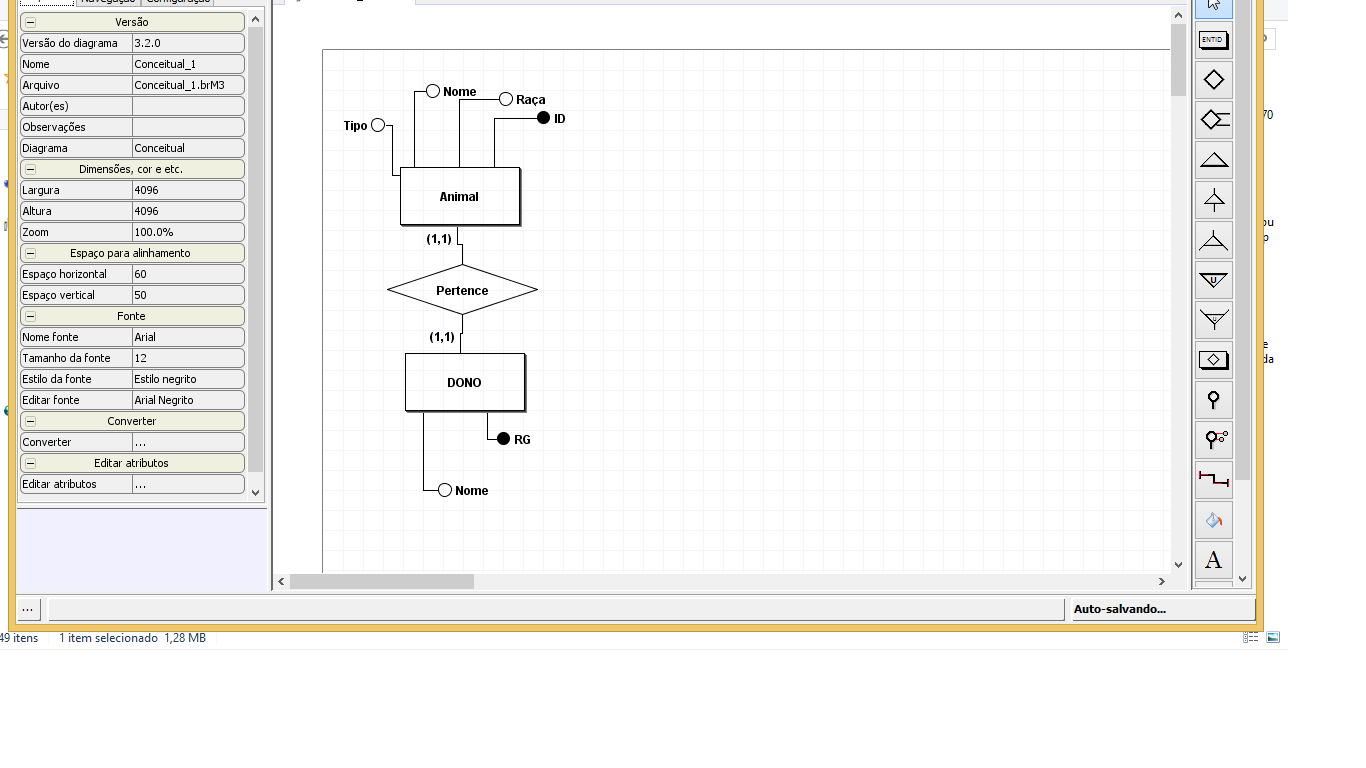 Navegação Configuração
Versão
Versão do diagrama 3.2.0
Nome Conceitual_1
Arquivo Conceitual_1.brM3
Autor(es)
Observações
Diagrama Conceitual
Dimensões, cor e etc.
Largura 4096
Altura 4096
Zoom 100.0%
Espaço para alinhamento
Espaço horizontal 60
Espaço vertical 50
Fonte
Nome fonte Arial
Tamanho da fonte 12
Estilo da fonte Estilo negrito
Editar fonte Arial Negrito
Converter
Converter ...
Editar atributos
Editar atributos ...
Nome
Raça
ID
Tipo
Animal
(1,1)
Pertence
(1,1)
DONO
RG
Nome
ENTID
U
U
A
70
ou
p
e
da
...
Auto-salvando...
49 itens 1 item selecionado 1,28 MB